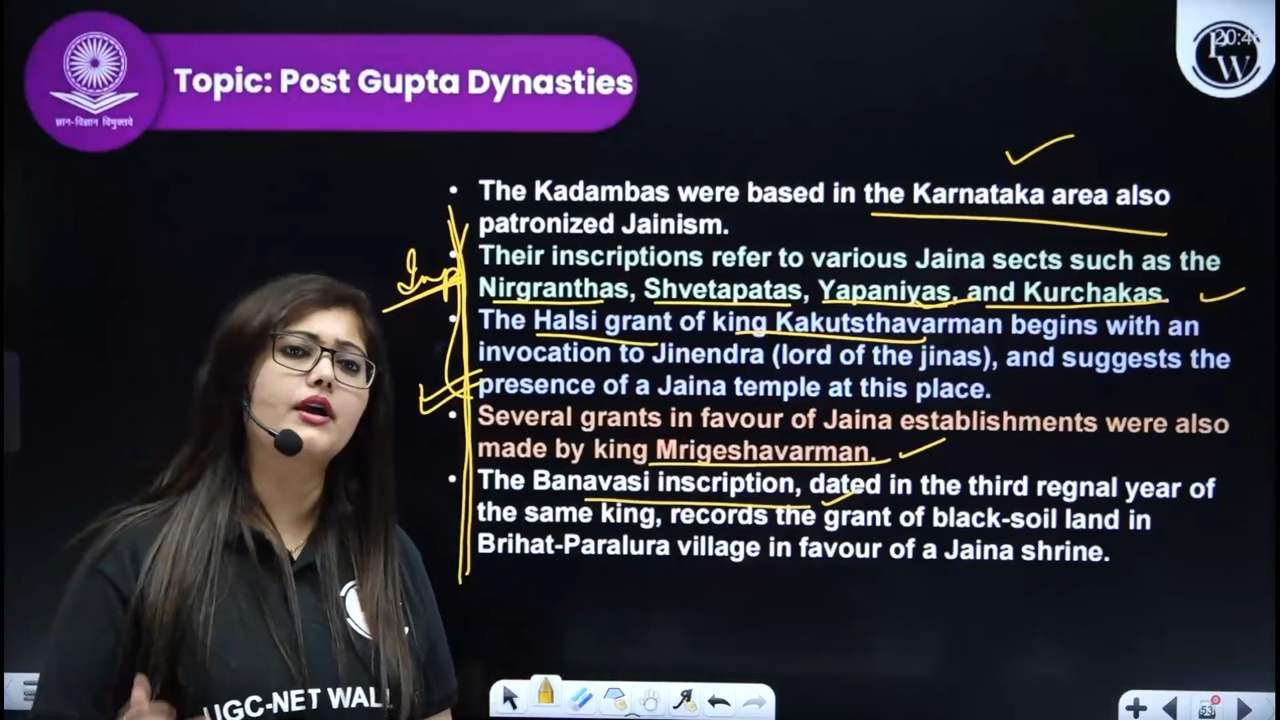 ज्ञान-विज्ञान विमुक्तये
Topic: Post Gupta Dynasties
20:4
W
• The Kadambas were based in the Karnataka area also
patronized Jainism.
• Their inscriptions refer to various Jaina sects such as the
Nirgranthas, Shvetapatas, Yapaniyas, and Kurchakas.
Imp
• The Halsi grant of king Kakutsthavarman begins with an
invocation to Jinendra (lord of the jinas), and suggests the
presence of a Jaina temple at this place.
• Several grants in favour of Jaina establishments were also
made by king Mrigeshavarman.
• The Banavasi inscription, dated in the third regnal year of
the same king, records the grant of black-soil land in
Brihat-Paralura village in favour of a Jaina shrine.
UGC-NET WALL
53